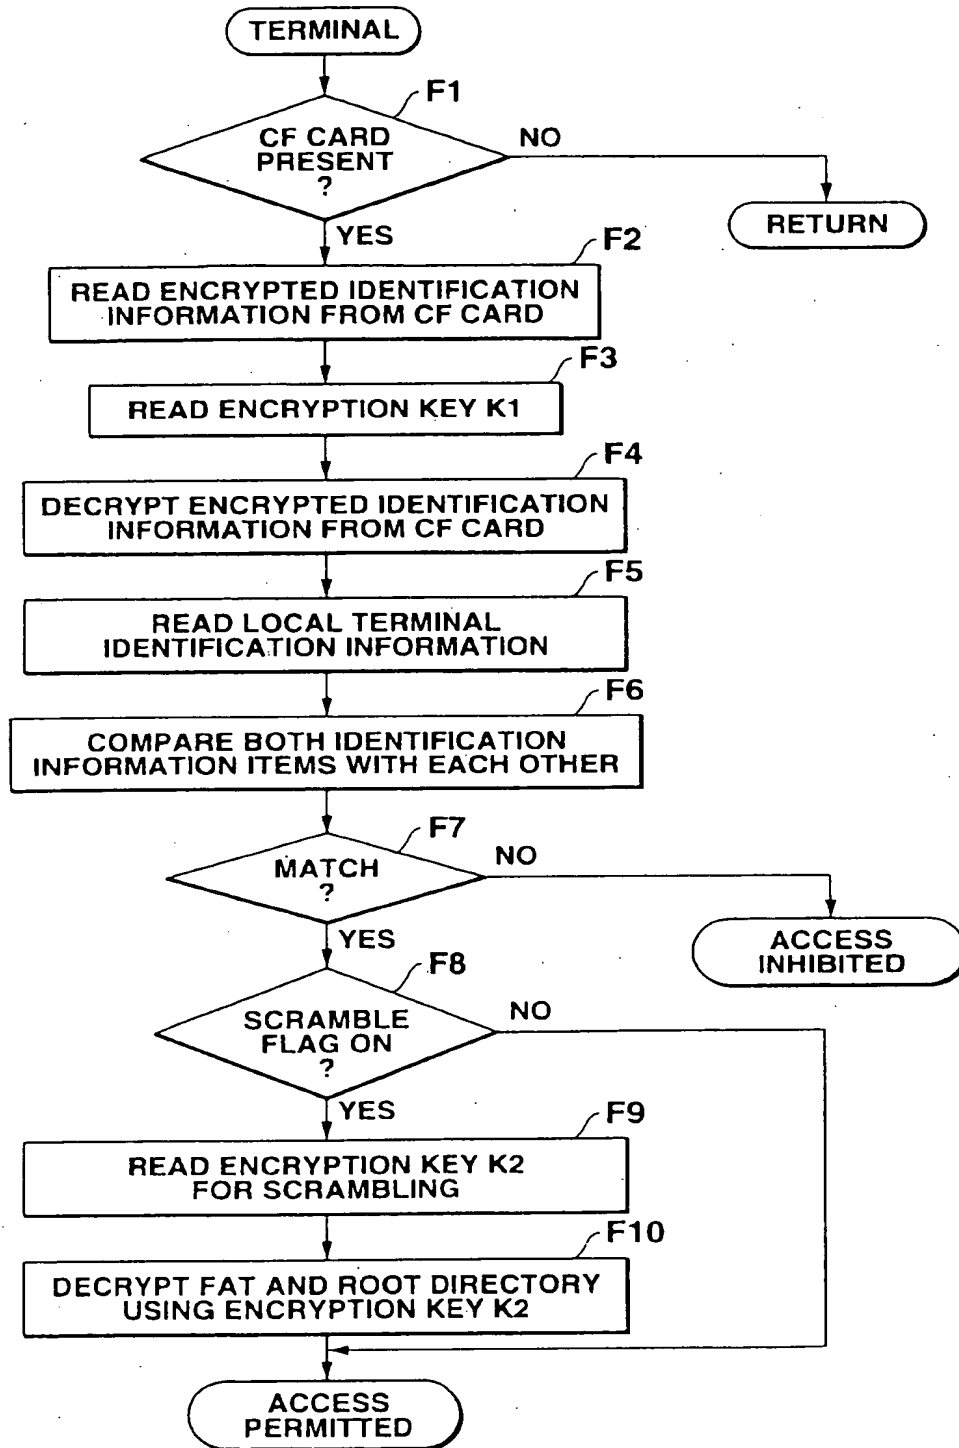 TERMINAL
F1
CF CARD
PRESENT
?
NO
RETURN
YES
F2
READ ENCRYPTED IDENTIFICATION
INFORMATION FROM CF CARD
F3
READ ENCRYPTION KEY K1
F4
DECRYPT ENCRYPTED IDENTIFICATION
INFORMATION FROM CF CARD
F5
READ LOCAL TERMINAL
IDENTIFICATION INFORMATION
F6
COMPARE BOTH IDENTIFICATION
INFORMATION ITEMS WITH EACH OTHER
F7
MATCH
?
NO
ACCESS
INHIBITED
YES
F8
SCRAMBLE
FLAG ON
?
NO
YES
F9
READ ENCRYPTION KEY K2
FOR SCRAMBLING
F10
DECRYPT FAT AND ROOT DIRECTORY
USING ENCRYPTION KEY K2
ACCESS
PERMITTED